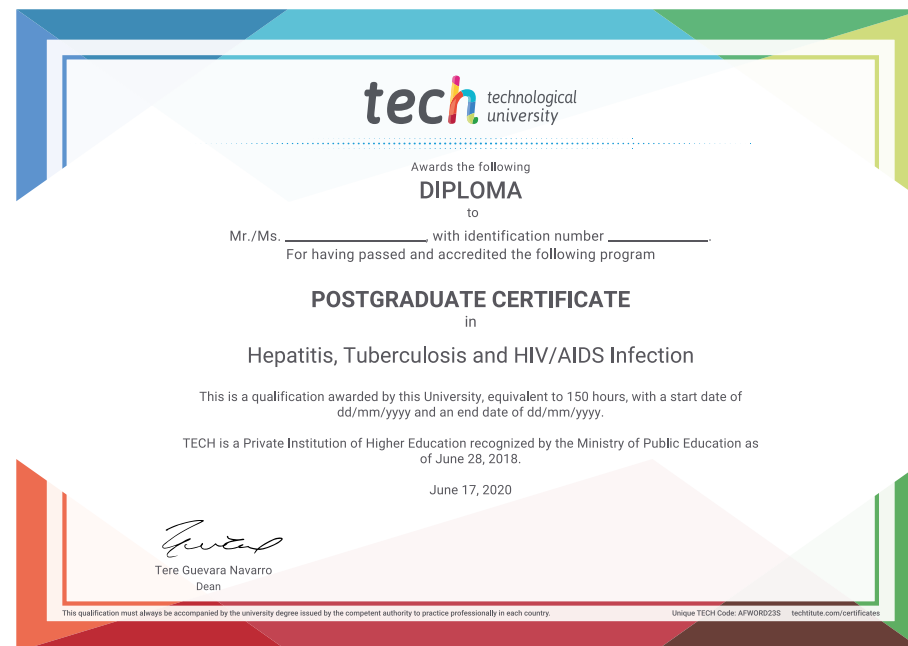 tech technological
university
Awards the following
DIPLOMA
to
Mr./Ms. ____________________, with identification number ______________.
For having passed and accredited the following program
POSTGRADUATE CERTIFICATE
in
Hepatitis, Tuberculosis and HIV/AIDS Infection
This is a qualification awarded by this University, equivalent to 150 hours, with a start date of
dd/mm/yyyy and an end date of dd/mm/yyyy.
TECH is a Private Institution of Higher Education recognized by the Ministry of Public Education as
of June 28, 2018.
June 17, 2020
Tere Guevara Navarro
Dean
This qualification must always be accompanied by the university degree issued by the competent authority to practice professionally in each country. Unique TECH Code: AFWORD23S techtitute.com/certificates